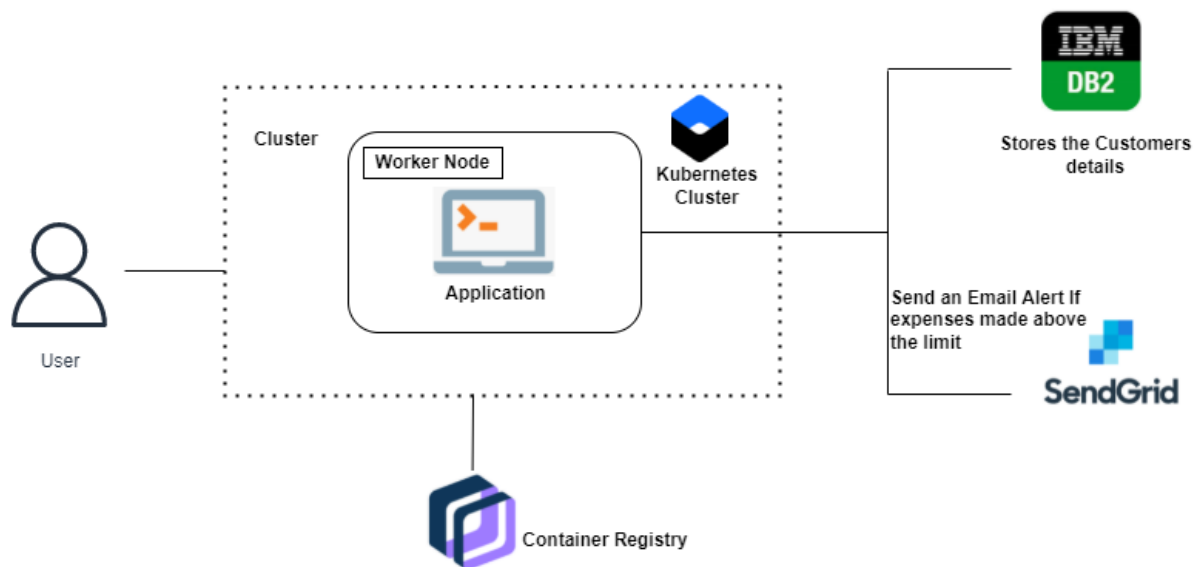 IBM
DB2
Stores the Customers
details
Cluster
Worker Node
Kubernetes
Cluster
Application
User
Send an Email Alert If
expenses made above
the limit
SendGrid
Container Registry